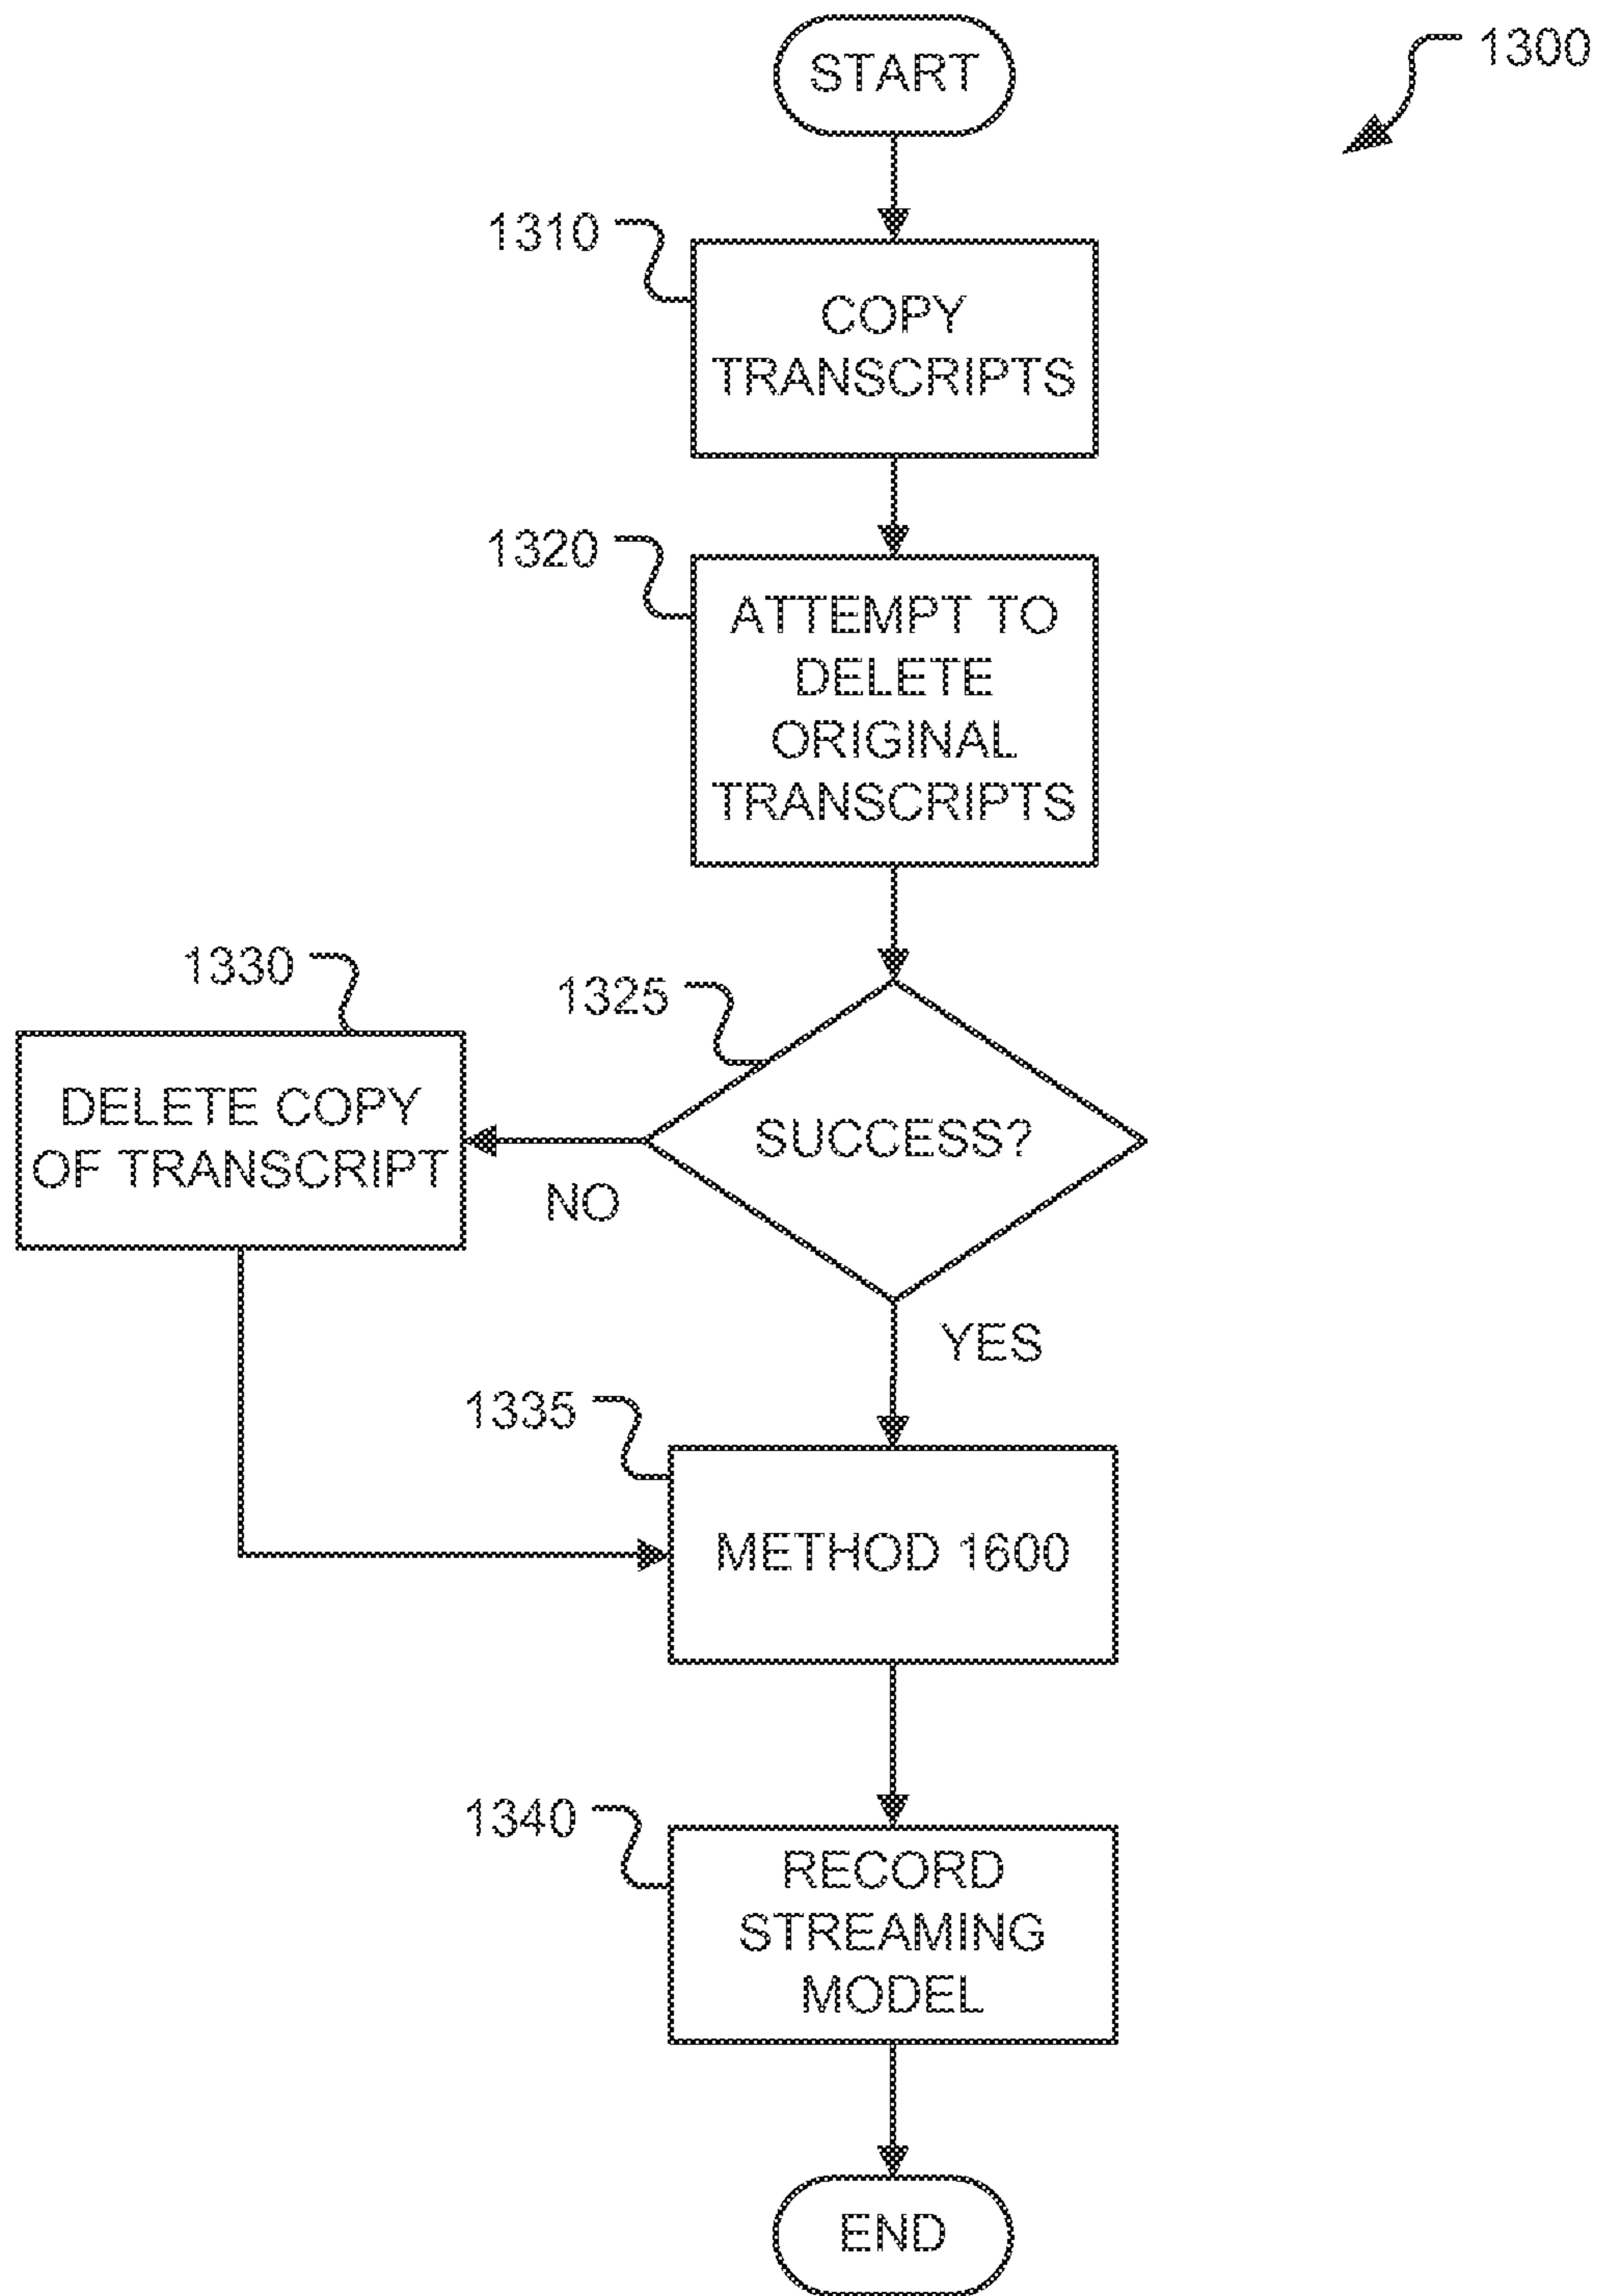 START
1300
1310
COPY
TRANSCRIPTS
1320
ATTEMPT TO
DELETE
ORIGINAL
TRANSCRIPTS
1330
1325
DELETE COPY
OF TRANSCRIPT
SUCCESS?
NO
YES
1335
METHOD 1600
1340
RECORD
STREAMING
MODEL
END